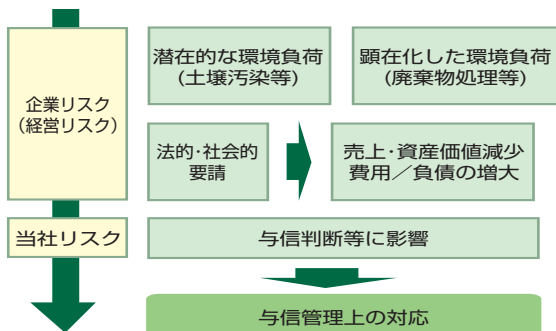 潜在的な環境負荷
(土壌汚染等)
顕在化した環境負荷
(廃棄物処理等)
企業リスク
(経営リスク)
法的･社会的
要請
売上･資産価値減少
費用／負債の増大
当社リスク
与信判断等に影響
与信管理上の対応